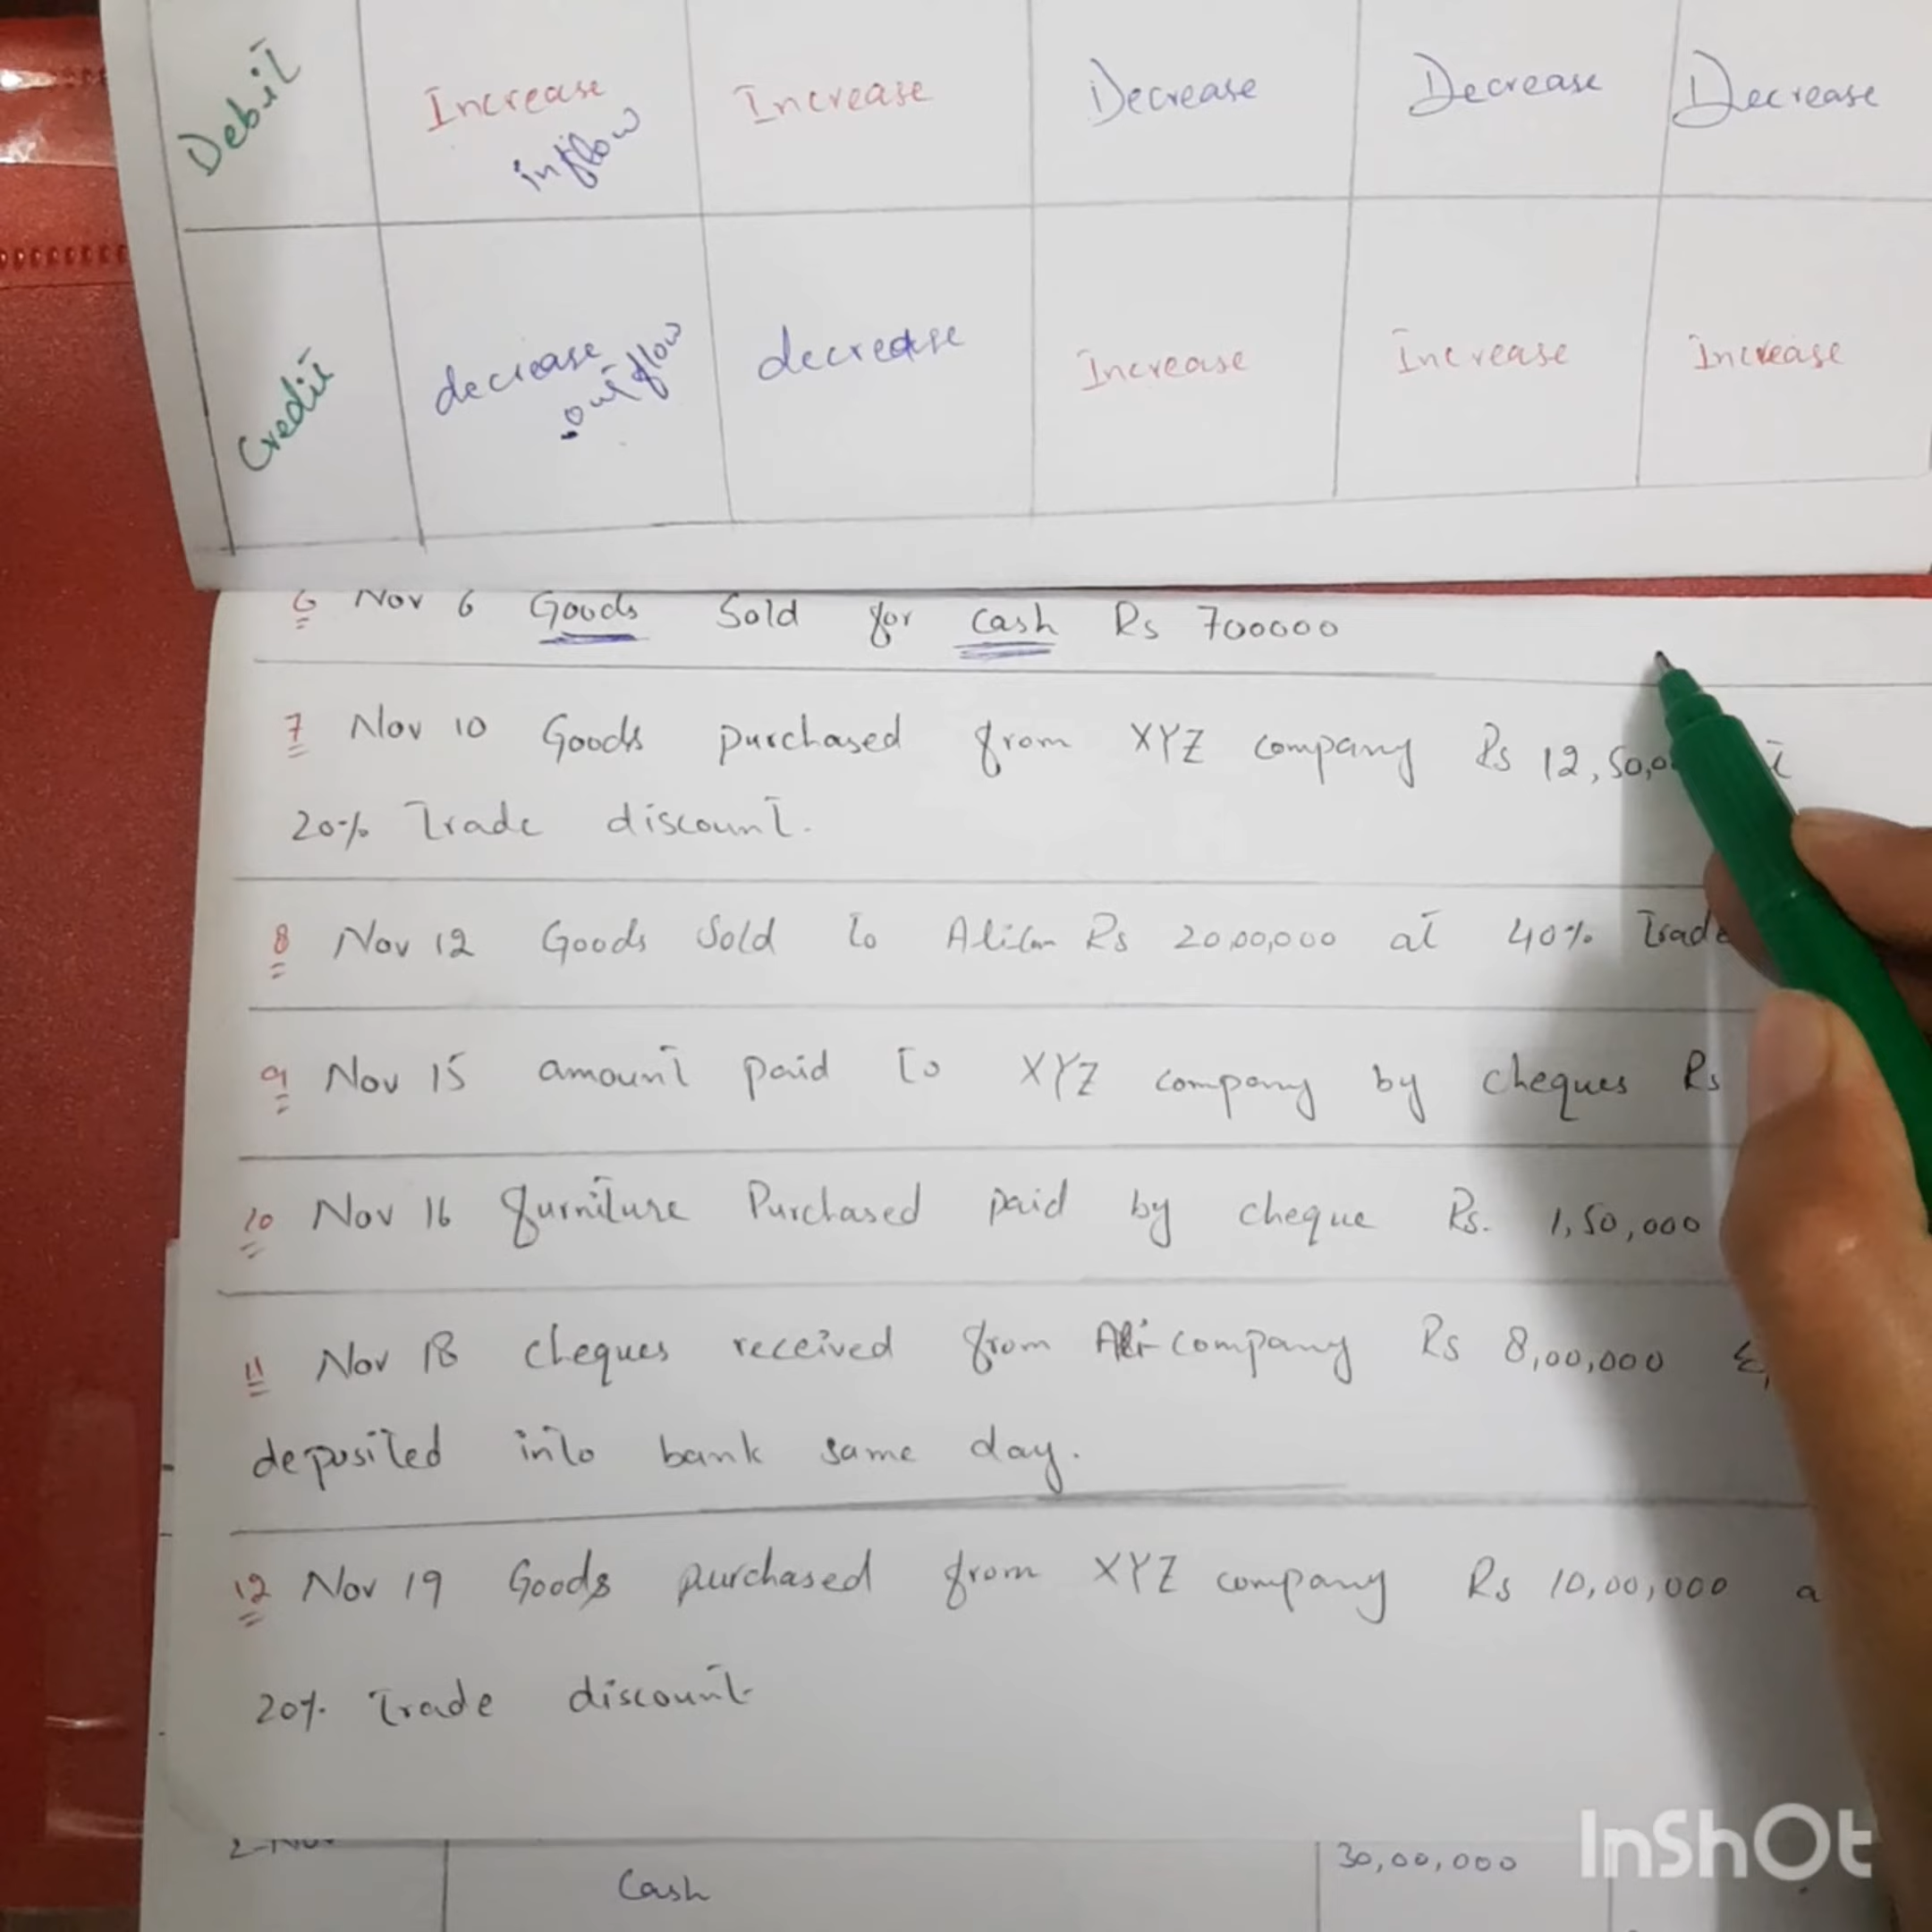 Debit Increase inflow Increase Decrease Decrease Decrease
Credit decrease outflow decrease Increase Increase Increase
6 Nov 6 Goods Sold for Cash Rs 700000
7 Nov 10 Goods purchased from XYZ company Rs 12,50,0
20% Trade discount.
8 Nov 12 Goods Sold to Rs 20,00,000 at 40% Trade
9 Nov 15 amount paid to XYZ company by cheques Rs
10 Nov 16 furniture Purchased paid by cheque Rs. 1,50,000
11 Nov 18 cheques received from Ali company Rs 8,00,000 &
deposited into bank same day.
12 Nov 19 Goods purchased from XYZ company Rs 10,00,000 a
20% Trade discount
2-Nov Cash 30,00,000
InShOt